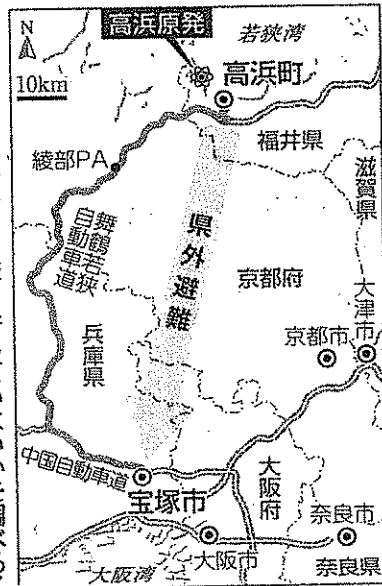 高浜原発
若狭湾
N
10km
高浜町
福井県
綾部PA
滋賀県
舞鶴若狭
自動車道
県外避難
京都府
大津市
京都市
兵庫県
中国自動車道
宝塚市
大阪府
奈良市
大阪市
大阪湾
奈良県